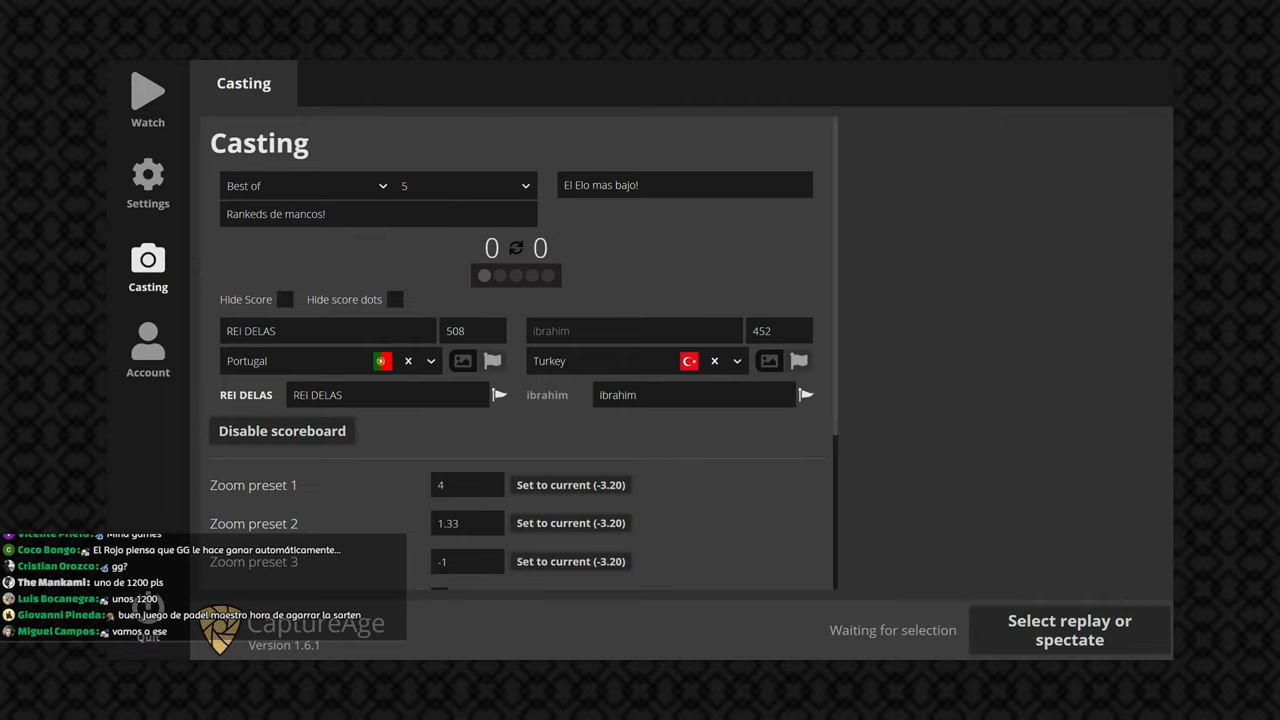 Casting
Watch
Settings
Casting
Account
Quit
Casting
Best of
5
El Elo mas bajo!
Rankeds de mancos!
0 0
Hide Score
Hide score dots
REI DELAS
508
ibrahim
452
Portugal
Turkey
REI DELAS
REI DELAS
ibrahim
ibrahim
Disable scoreboard
Zoom preset 1
4
Set to current (-3.20)
Zoom preset 2
1.33
Set to current (-3.20)
Zoom preset 3
-1
Set to current (-3.20)
Vicente Prieto: Mind games
Coco Bongo: El Rojo piensa que GG le hace ganar automáticamente...
Cristian Orozco: gg?
The Mankami: uno de 1200 pls
Luis Bocanegra: unos 1200
Giovanni Pineda: buen juego de padel maestro hora de agarrar la sarten
Miguel Campos: vamos a ese
CaptureAge
Version 1.6.1
Waiting for selection
Select replay or
spectate